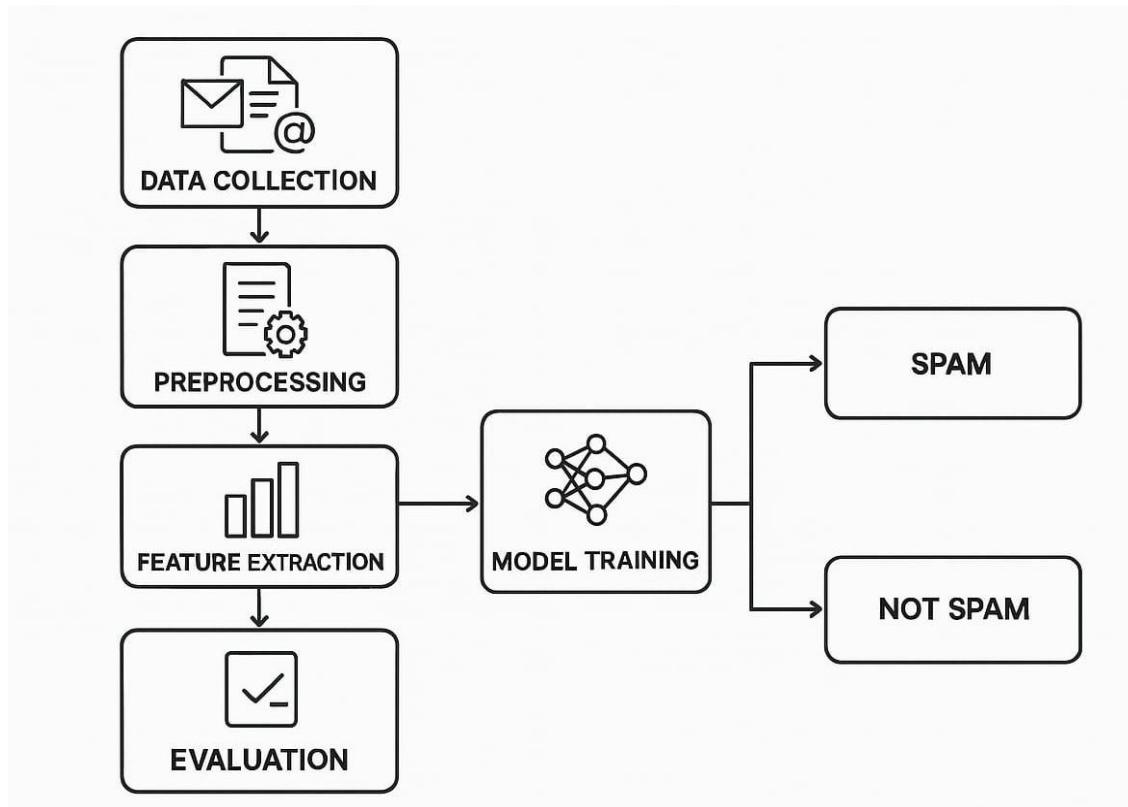 @
DATA COLLECTION
PREPROCESSING
FEATURE EXTRACTION
MODEL TRAINING
EVALUATION
SPAM
NOT SPAM